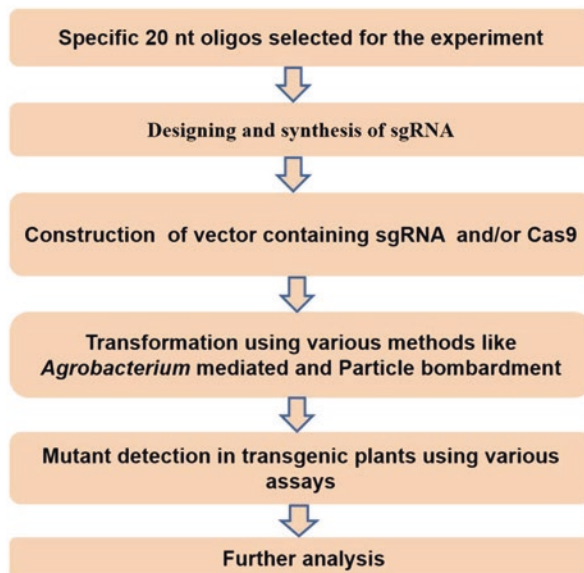 Specific 20 nt oligos selected for the experiment
Designing and synthesis of sgRNA
Construction of vector containing sgRNA and/or Cas9
Transformation using various methods like
Agrobacterium mediated and Particle bombardment
Mutant detection in transgenic plants using various
assays
Further analysis